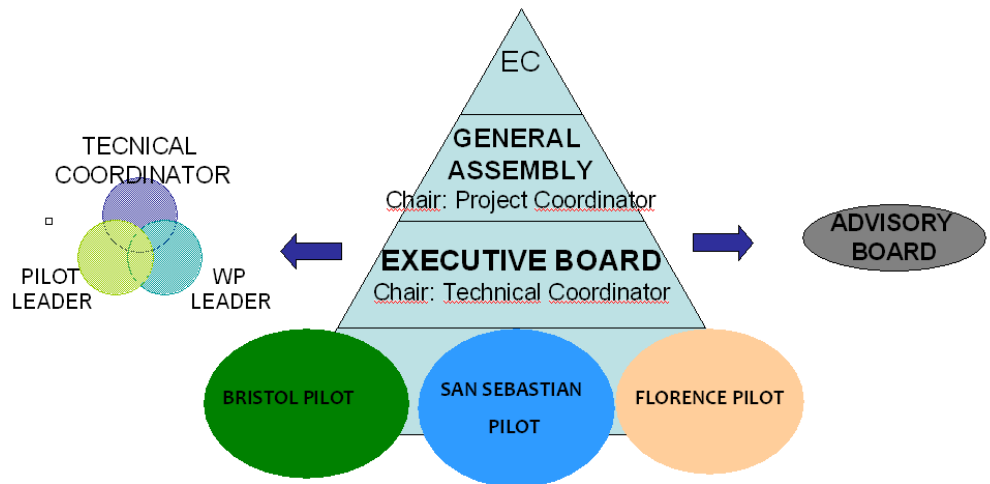 EC
GENERAL
ASSEMBLY
Chair: Project Coordinator
EXECUTIVE BOARD
Chair: Technical Coordinator
TECNICAL
COORDINATOR
PILOT
LEADER
WP
LEADER
ADVISORY
BOARD
BRISTOL PILOT
SAN SEBASTIAN
PILOT
FLORENCE PILOT